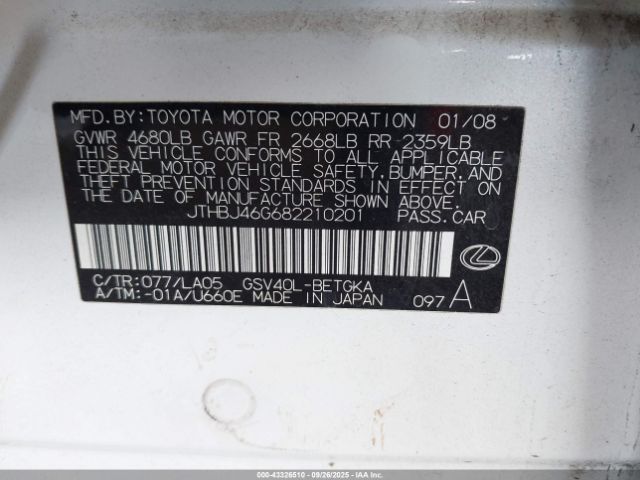 MFD.BY:TOYOTA MOTOR CORPORATION 01/08
GVWR 4680LB GAWR FR 2668LB RR-2359LB
THIS VEHICLE CONFORMS TO ALL APPLICABLE
FEDERAL MOTOR VEHICLE SAFETY.BUMPER.AND
THEFT PREVENTION STANDARDS IN EFFECT ON
THE DATE OF MANUFACTURE SHOWN ABOVE.
JTHBJ46G682210201 PASS.CAR
C/TR:077/LA05 GSV40L-BETGKA
A/TM:-01A/U660E MADE IN JAPAN 097 A
000-43326510 | 09/26/2025 | IAAI.COM